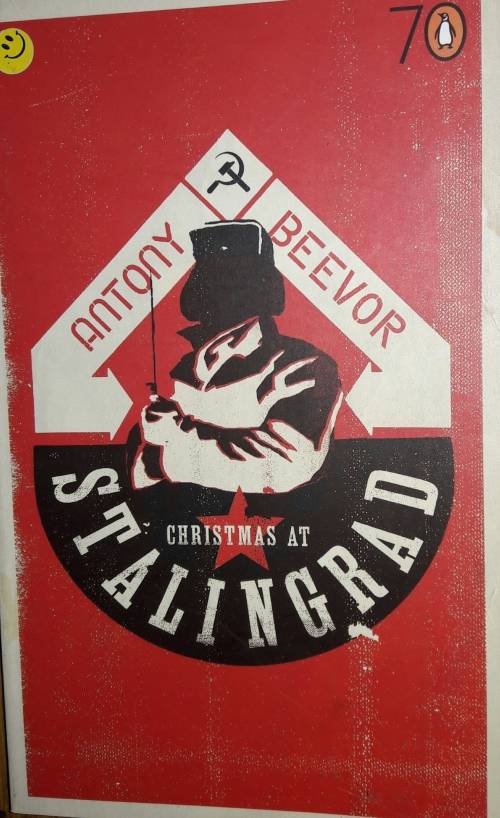 70
ANTONY
BEEVOR
CHRISTMAS AT
STALINGRAD